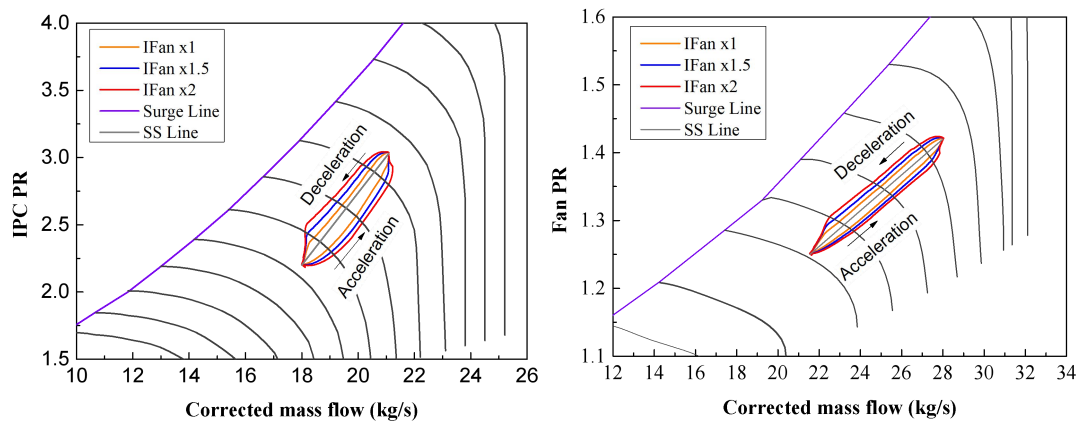 4.0
3.5
3.0
2.5
2.0
1.5
IPC PR
IFan x1
IFan x1.5
IFan x2
Surge Line
SS Line
Deceleration
Acceleration
10 12 14 16 18 20 22 24 26
Corrected mass flow (kg/s)
1.6
1.5
1.4
1.3
1.2
1.1
Fan PR
IFan x1
IFan x1.5
IFan x2
Surge Line
SS Line
Deceleration
Acceleration
12 14 16 18 20 22 24 26 28 30 32 34
Corrected mass flow (kg/s)